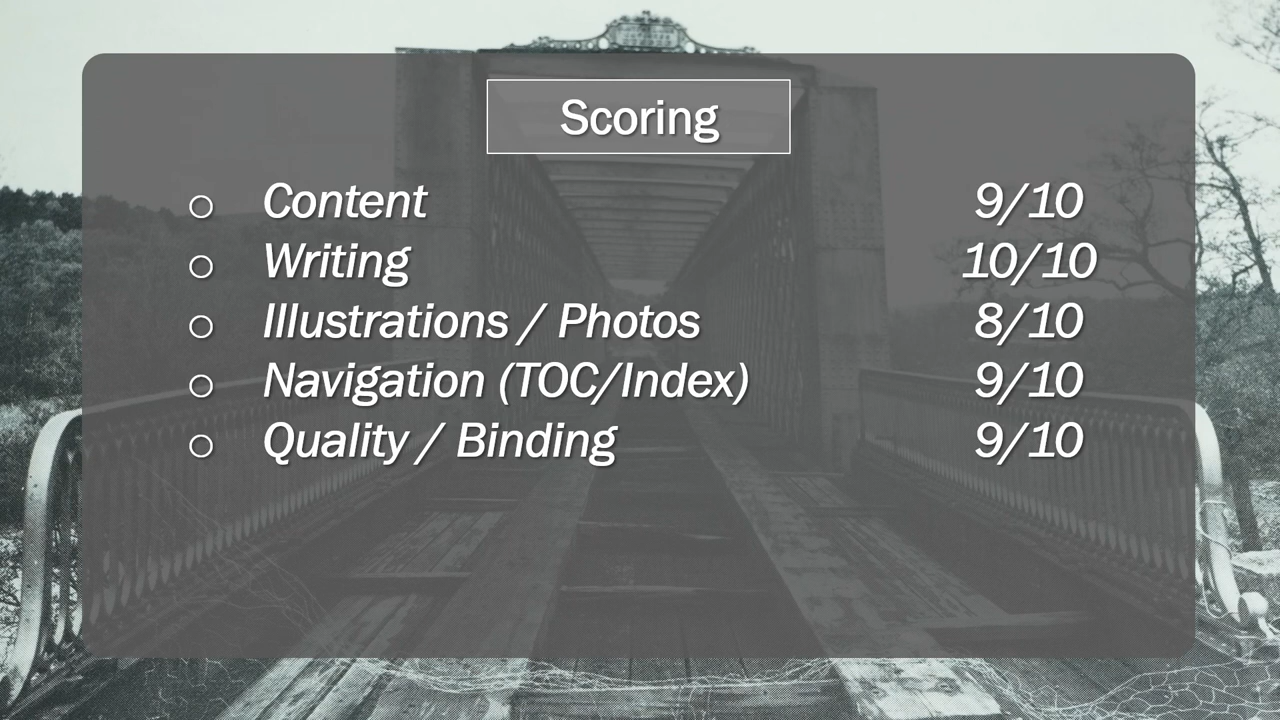 Scoring
Content 9/10
Writing 10/10
Illustrations / Photos 8/10
Navigation (TOC/Index) 9/10
Quality / Binding 9/10